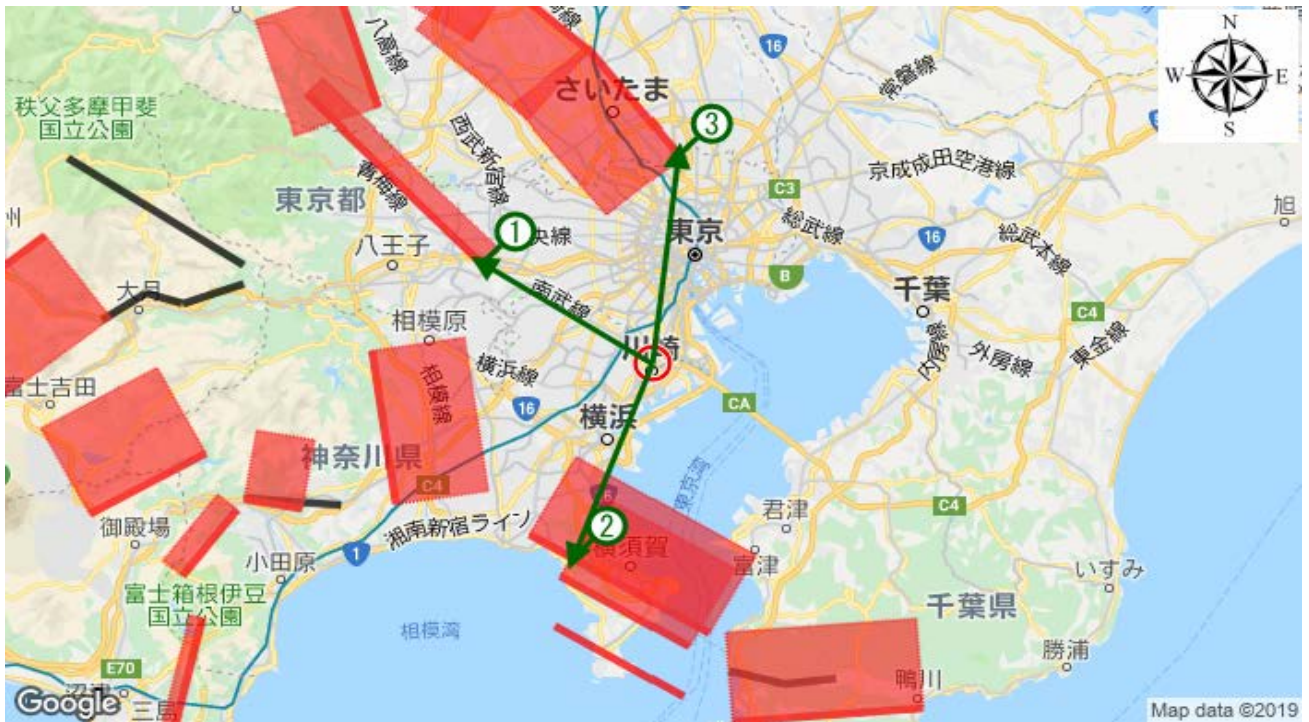 八高線
秩父多摩甲斐
国立公園
西武新宿線
さいたま
16
常磐線
N
W
E
S
青梅線
東京都
③
C3
京成成田空港線
州
①
中央線
東京
総武線
16
総武本線
旭
八王子
南武線
B
千葉
大月
相模原
川崎
内房線
外房線
東金線
C4
横浜線
富士吉田
相模線
16
CA
横浜
神奈川県
C4
東京湾
君津
C4
御殿場
湘南新宿ライン
②
横須賀
富津
小田原
1
いすみ
富士箱根伊豆
国立公園
千葉県
相模湾
勝浦
E70
鴨川
沼津
三島
Google
Map data ©2019